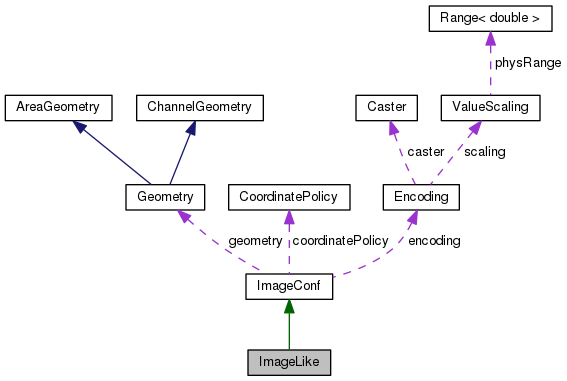 Range< double >
physRange
AreaGeometry
ChannelGeometry
Caster
ValueScaling
caster
scaling
Geometry
CoordinatePolicy
Encoding
geometry
coordinatePolicy
encoding
ImageConf
ImageLike